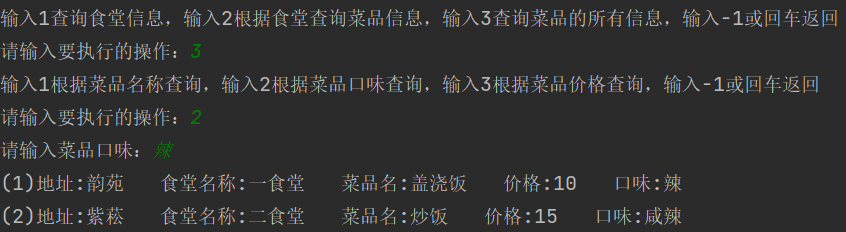 输入1查询食堂信息，输入2根据食堂查询菜品信息，输入3查询菜品的所有信息，输入-1或回车返回
请输入要执行的操作：3
输入1根据菜品名称查询，输入2根据菜品口味查询，输入3根据菜品价格查询，输入-1或回车返回
请输入要执行的操作：2
请输入菜品口味：辣
(1)地址:韵苑   食堂名称:一食堂   菜品名:盖浇饭   价格:10   口味:辣
(2)地址:紫菘   食堂名称:二食堂   菜品名:炒饭   价格:15   口味:咸辣